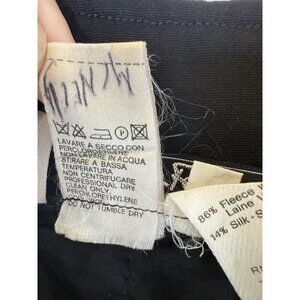 LAVARE A SECCO CON
PERCLOROETILENE
NON LAVARE IN ACQUA
STIRARE A BASSA
TEMPERATURA
NON CENTRIFUGARE
PROFESSIONAL DRY
CLEAN ONLY
PERCHLORETHYLENE
DO NOT TUMBLE DRY
86% Fleece
Laine
14% Silk